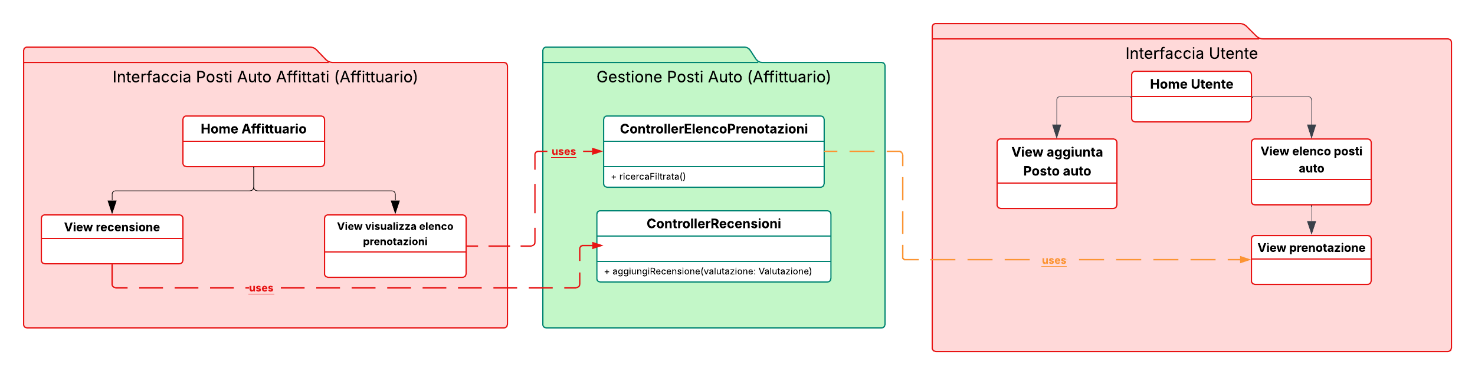 Interfaccia Posti Auto Affittati (Affittuario)
Home Affittuario
View recensione
View visualizza elenco
prenotazioni
uses
uses
Gestione Posti Auto (Affittuario)
ControllerElencoPrenotazioni
+ ricercaFiltrata()
ControllerRecensioni
+ aggiungiRecensione(valutazione: Valutazione)
Interfaccia Utente
Home Utente
View aggiunta
Posto auto
View elenco posti
auto
View prenotazione
uses